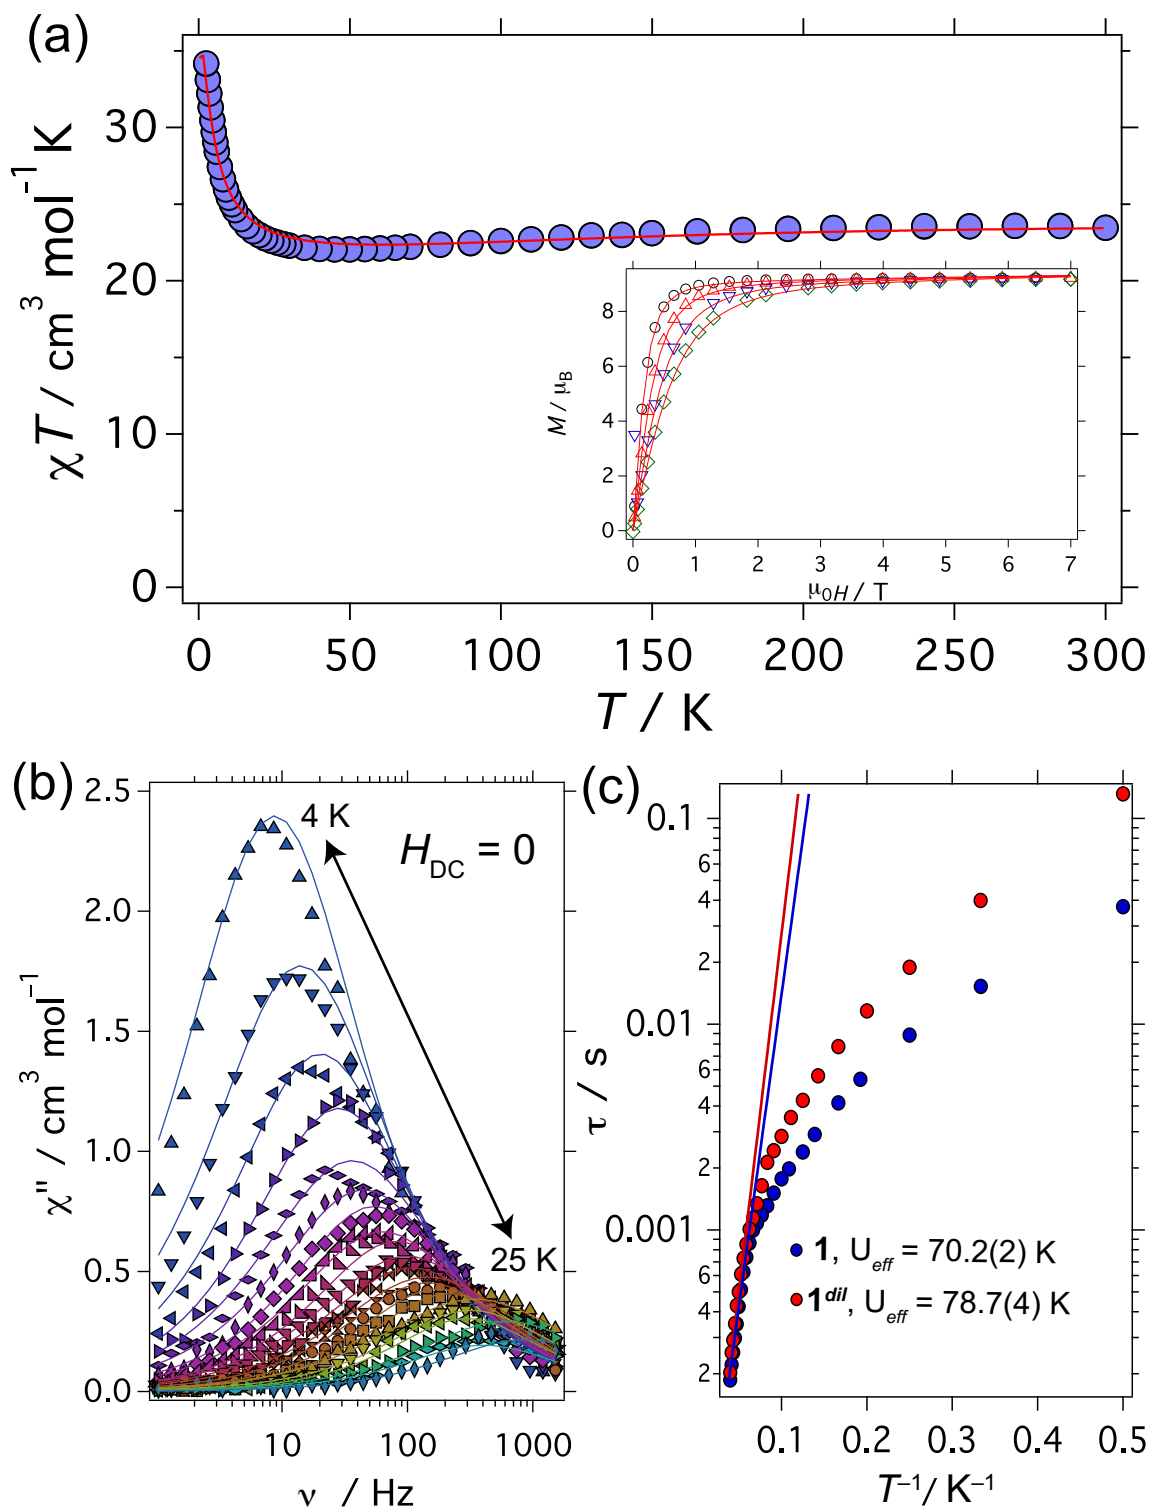 (a)
χT / cm³ mol⁻¹ K
30
20
10
0
0 50 100 150 200 250 300
T / K
M / μB
8
6
4
2
0
0 1 2 3 4 5 6 7
μ0H / T
(b)
χ" / cm³ mol⁻¹
2.5
2.0
1.5
1.0
0.5
0.0
4 K
HDC = 0
25 K
10 100 1000
ν / Hz
(c)
τ / s
0.1
6
4
2
0.01
6
4
2
0.001
6
4
2
1, Ueff = 70.2(2) K
1dil, Ueff = 78.7(4) K
0.1 0.2 0.3 0.4 0.5
T⁻¹/ K⁻¹